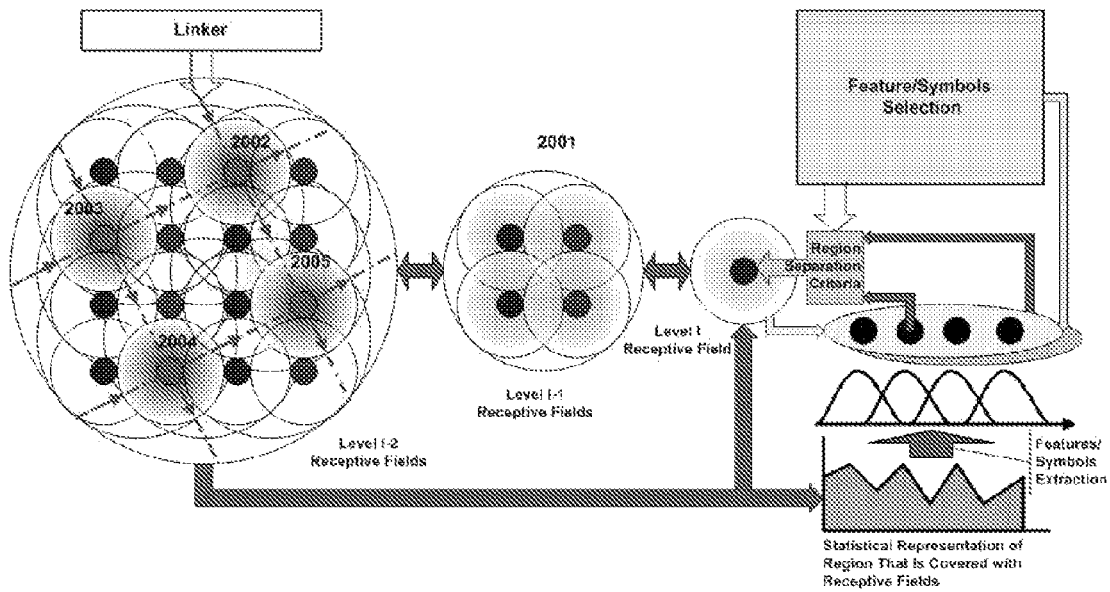 Linker
Feature/Symbols
Selection
2001
2002
2003
2005
2004
Region
Separation
Criteria
Level I
Receptive Field
Level I-1
Receptive Fields
Level I-2
Receptive Fields
Features/
Symbols
Extraction
Statistical Representation of
Region That Is Covered with
Receptive Fields